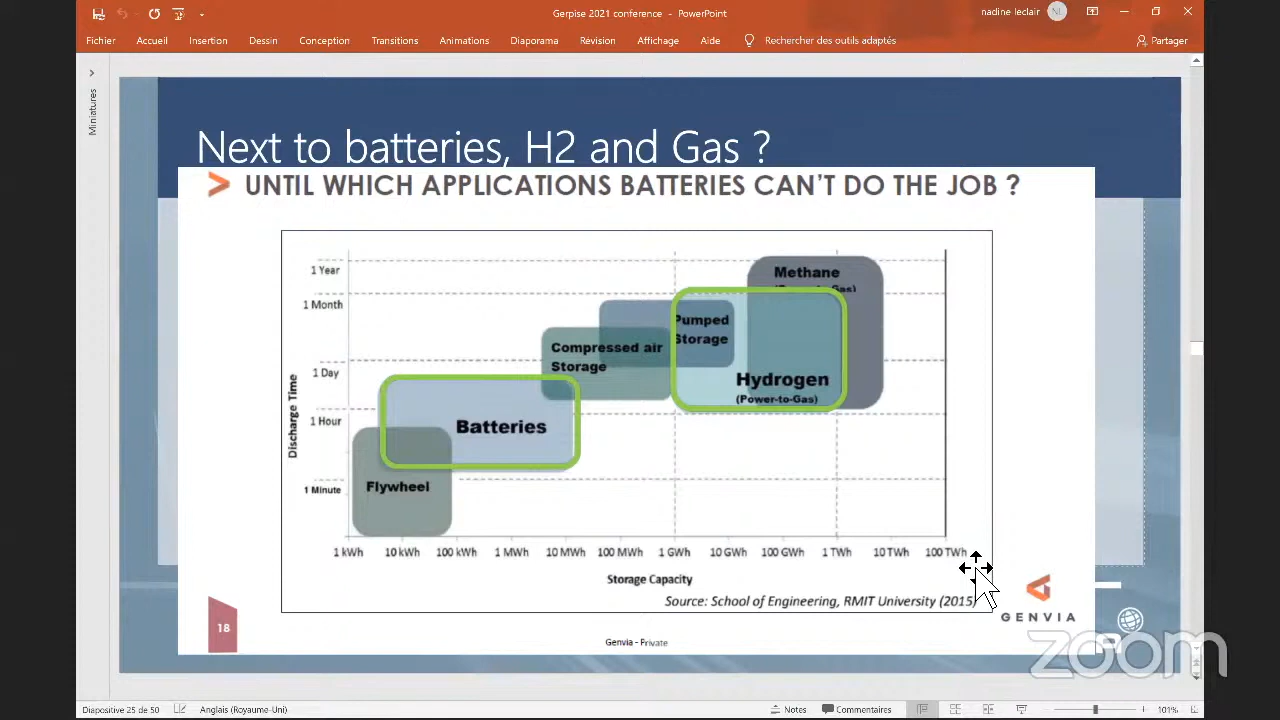 Gerpise 2021 conference - PowerPoint
nadine leclair
NL
Fichier Accueil Insertion Dessin Conception Transitions Animations Diaporama Révision Affichage Aide Rechercher des outils adaptés Partager
Miniatures
Next to batteries, H2 and Gas ?
UNTIL WHICH APPLICATIONS BATTERIES CAN'T DO THE JOB ?
1 Year
1 Month
1 Day
1 Hour
1 Minute
Discharge Time
Methane
(Power-to-Gas)
Pumped
Storage
Compressed air
Storage
Hydrogen
(Power-to-Gas)
Batteries
Flywheel
1 kWh 10 kWh 100 kWh 1 MWh 10 MWh 100 MWh 1 GWh 10 GWh 100 GWh 1 TWh 10 TWh 100 TWh
Storage Capacity
Source: School of Engineering, RMIT University (2015)
GENVIA
18
Genvia - Private
zoom
Diapositive 25 de 50 Anglais (Royaume-Uni) Notes Commentaires 101%